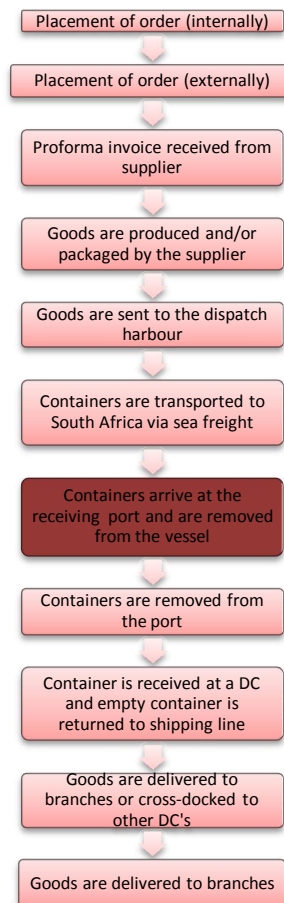 Placement of order (internally)
Placement of order (externally)
Proforma invoice received from
supplier
Goods are produced and/or
packaged by the supplier
Goods are sent to the dispatch
harbour
Containers are transported to
South Africa via sea freight
Containers arrive at the
receiving port and are removed
from the vessel
Containers are removed from
the port
Container is received at a DC
and empty container is
returned to shipping line
Goods are delivered to
branches or cross-docked to
other DC's
Goods are delivered to branches